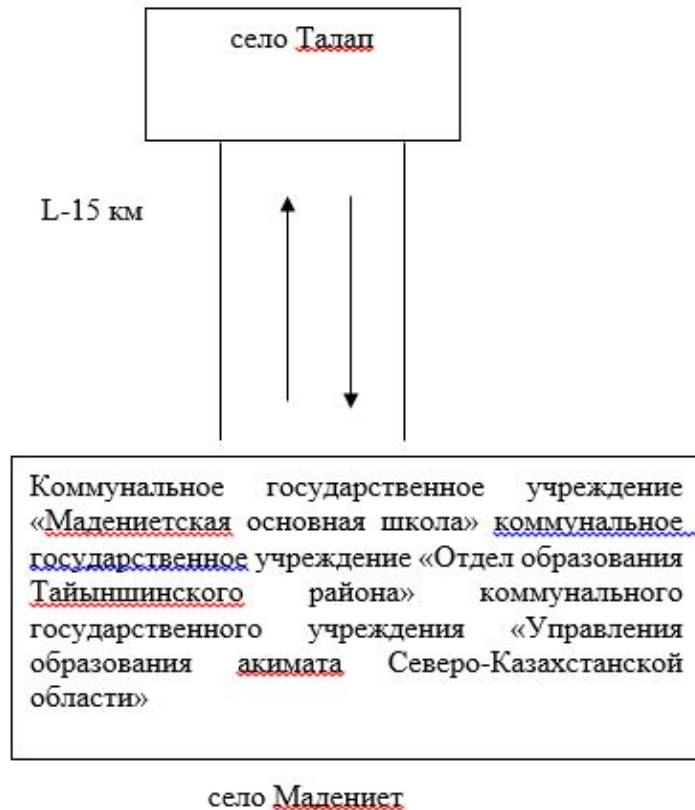 село Талап
L-15 км
Коммунальное государственное учреждение
«Мадениетская основная школа» коммунальное
государственное учреждение «Отдел образования
Тайыншинского района» коммунального
государственного учреждения «Управления
образования акимата Северо-Казахстанской
области»
село Мадениет